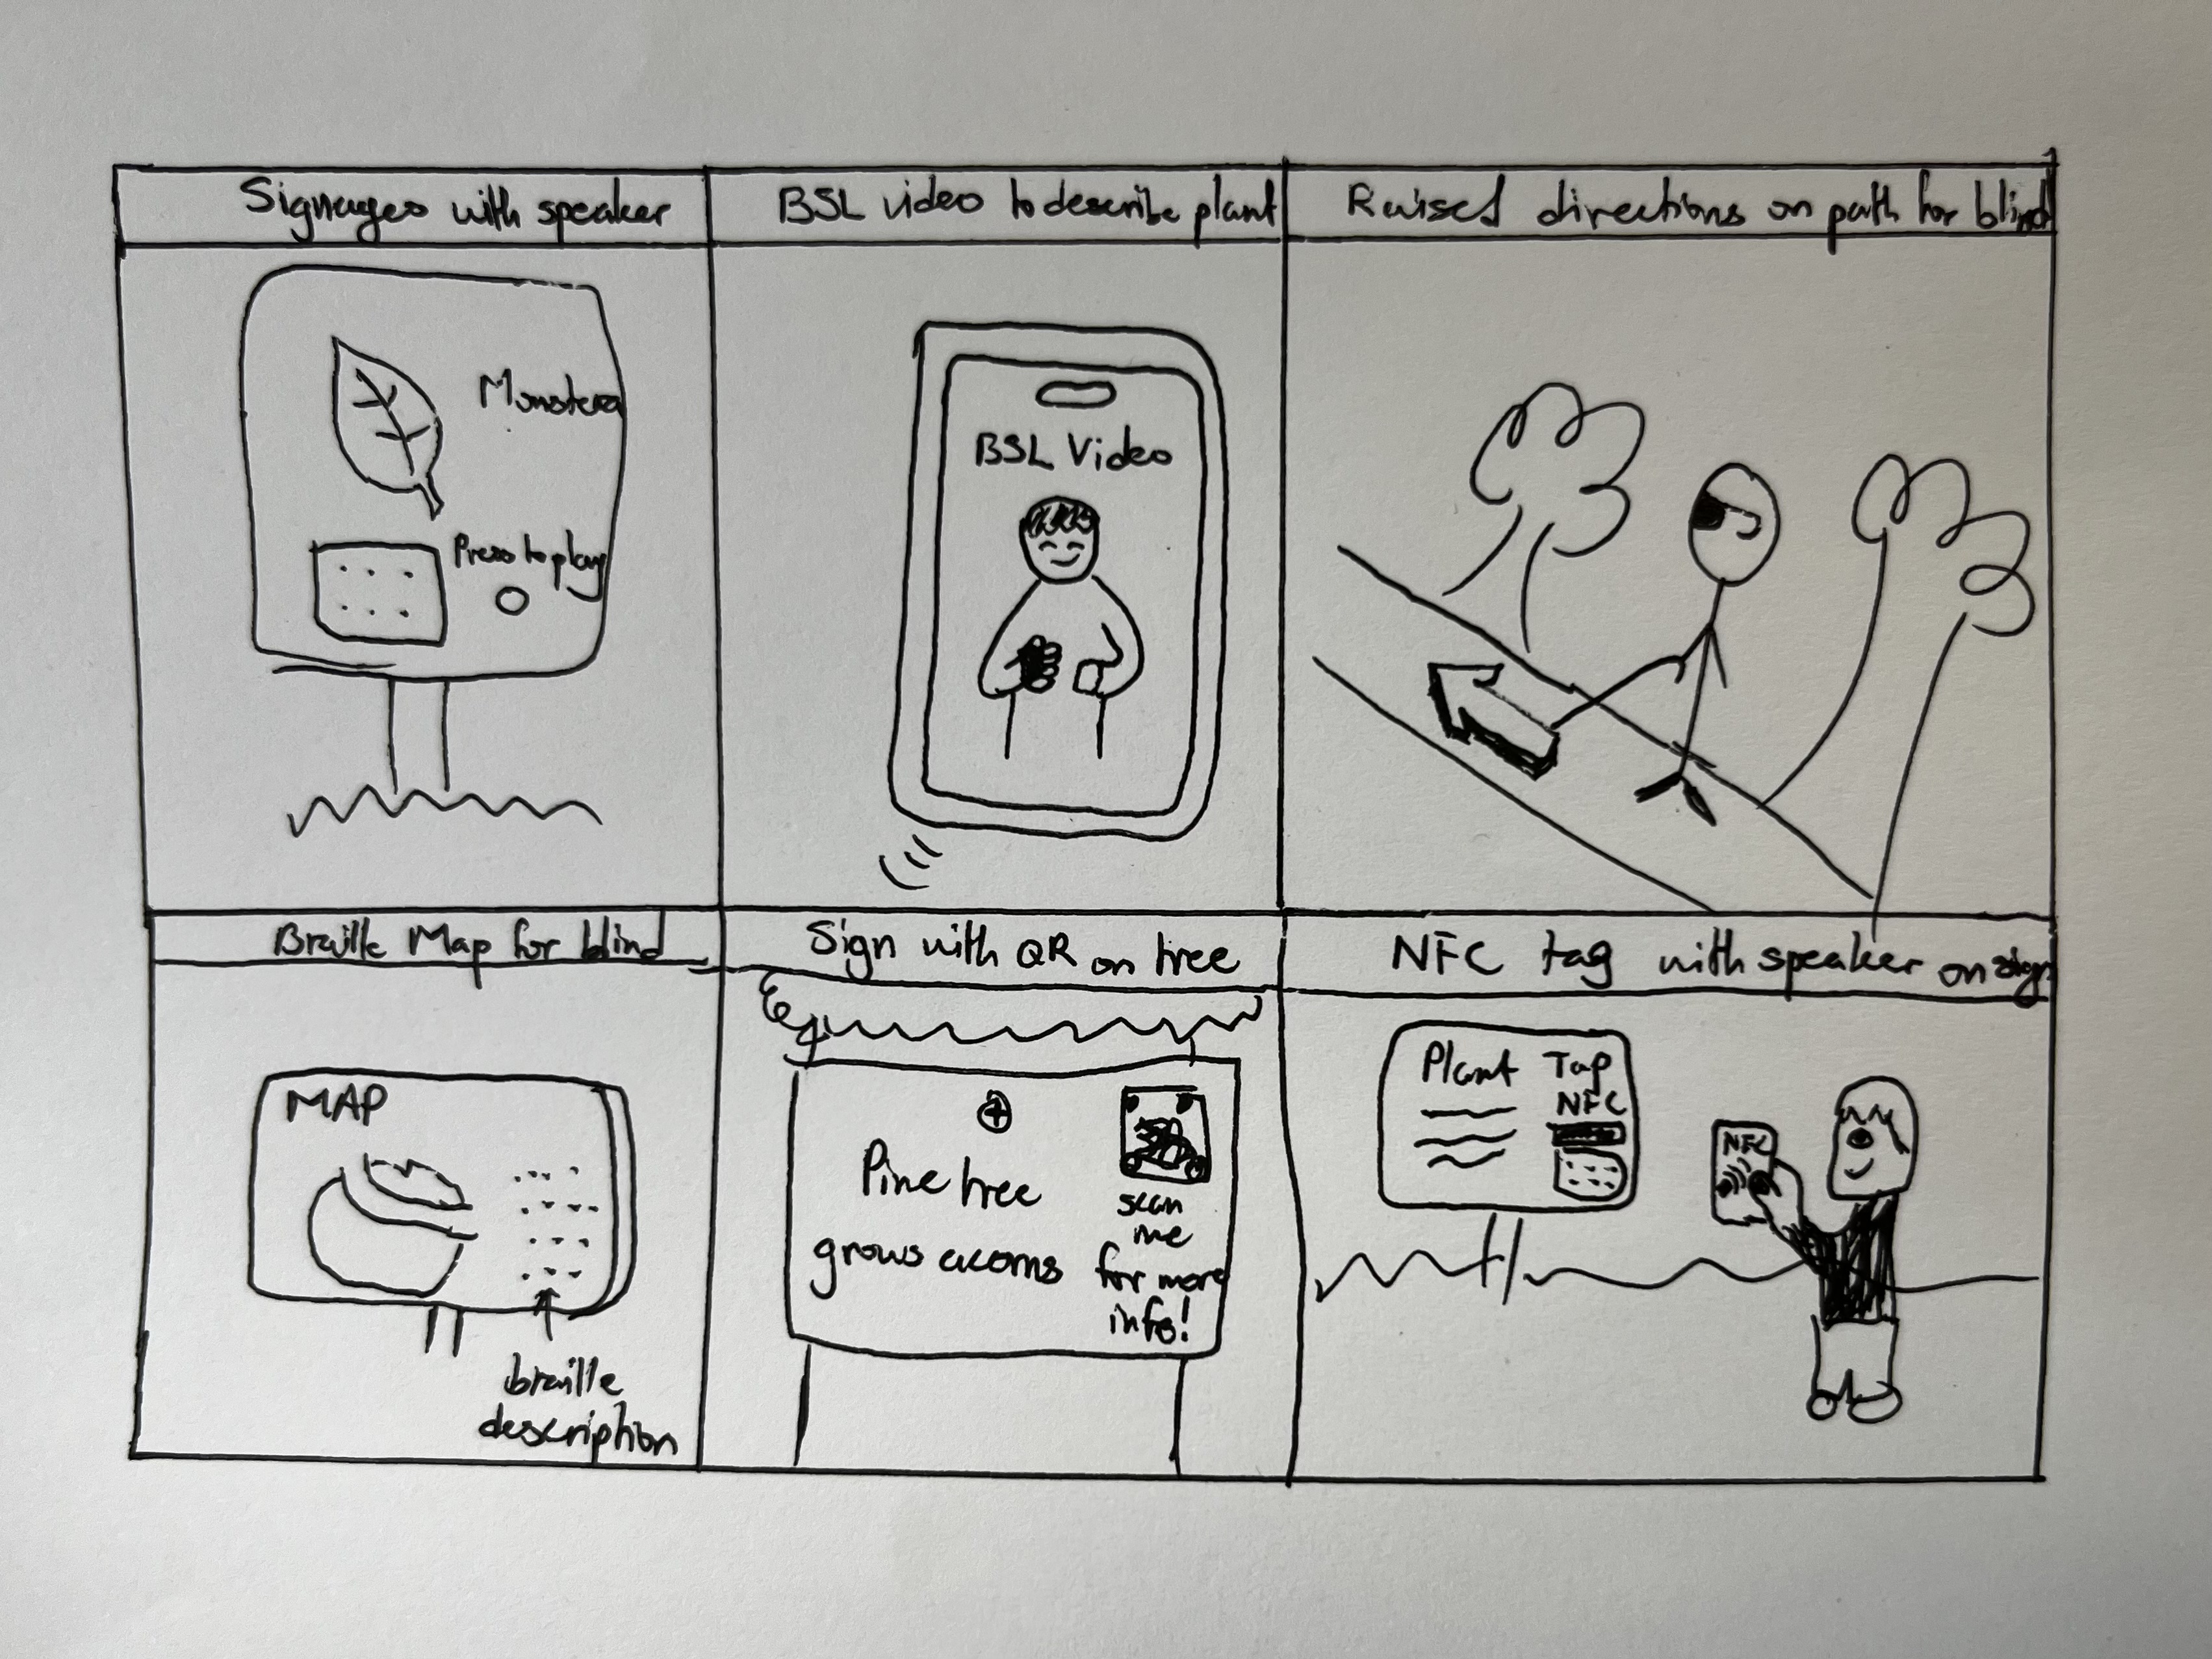 Signages with speaker
BSL video to describe plant
Raised directions on path for blind
Monstera
Press to play
BSL Video
Braille Map for blind
Sign with QR on tree
NFC tag with speaker on sign
MAP
braille
description
Pine tree
grows acorns
scan
me
for more
info!
Plant
Tap
NFC
NFC